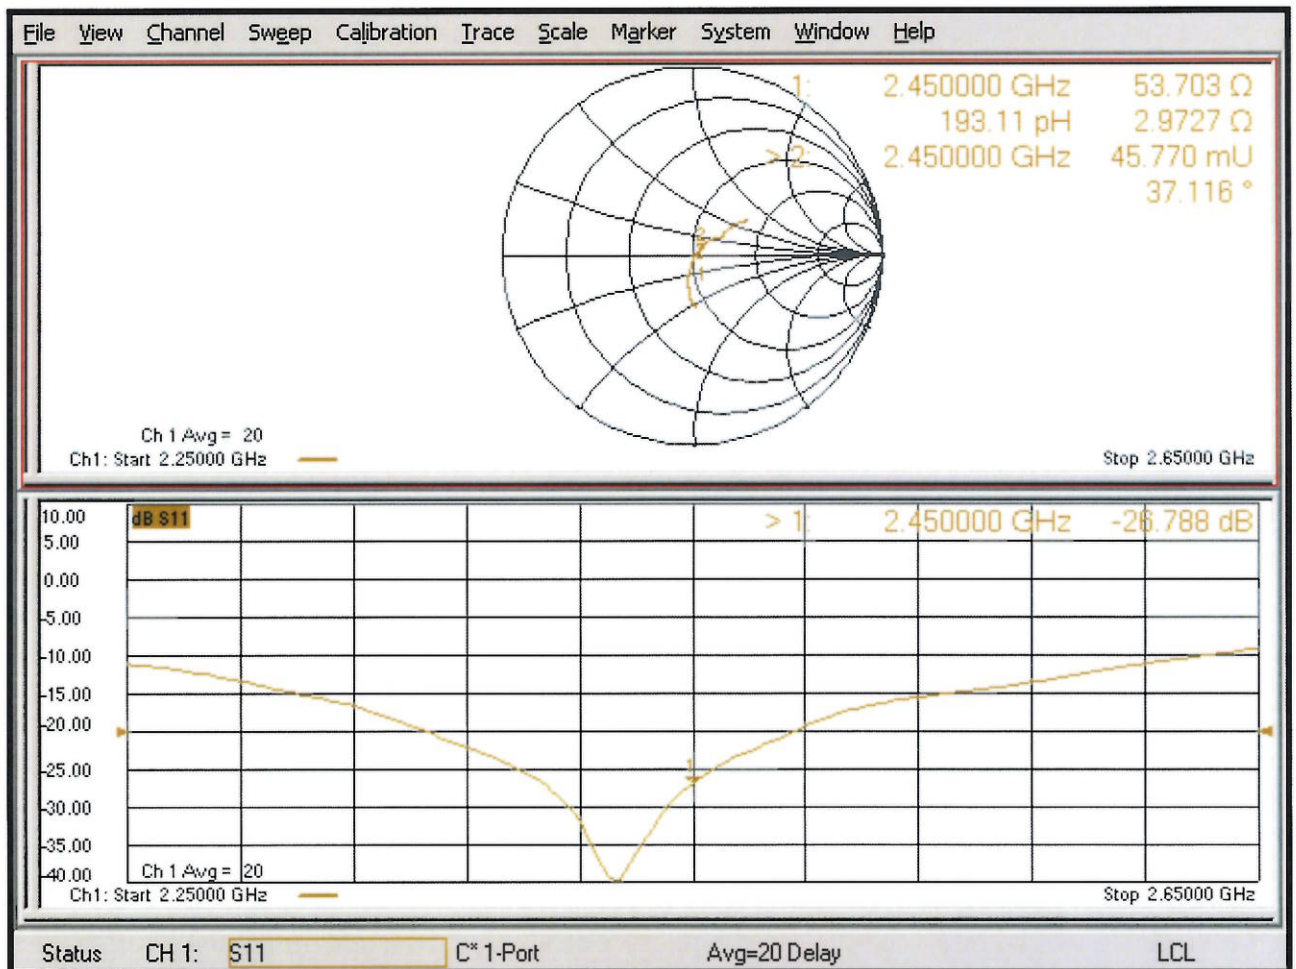 File View Channel Sweep Calibration Trace Scale Marker System Window Help
1: 2.450000 GHz 53.703 Ω
193.11 pH 2.9727 Ω
> 2: 2.450000 GHz 45.770 mU
37.116 °
2
1
Ch 1 Avg = 20
Ch1: Start 2.25000 GHz
Stop 2.65000 GHz
10.00
dB S11
> 1: 2.450000 GHz -26.788 dB
5.00
0.00
-5.00
-10.00
-15.00
-20.00
-25.00
1
-30.00
-35.00
-40.00
Ch 1 Avg = 20
Ch1: Start 2.25000 GHz
Stop 2.65000 GHz
Status CH 1: S11 C* 1-Port Avg=20 Delay LCL